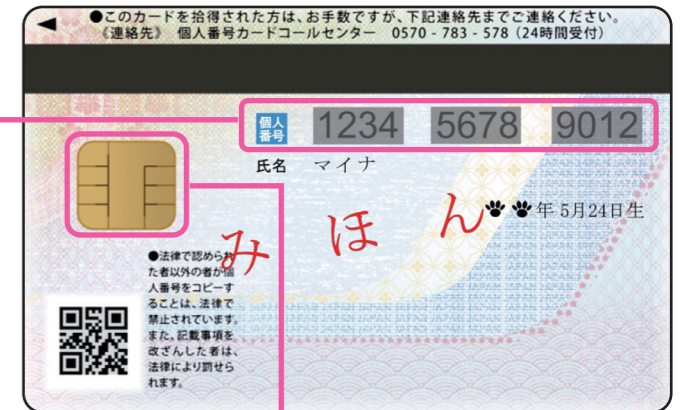 ●このカードを拾得された方は、お手数ですが、下記連絡先までご連絡ください。
《連絡先》 個人番号カードコールセンター 0570-783-578（24時間受付）
個人番号 1234 5678 9012
氏名 マイナ
年 5月24日生
みほん
●法律で認められ
た者以外の者が個
人番号をコピーす
ることは、法律で
禁止されています。
また、記載事項を
改ざんした者は、
法律により罰せら
れます。